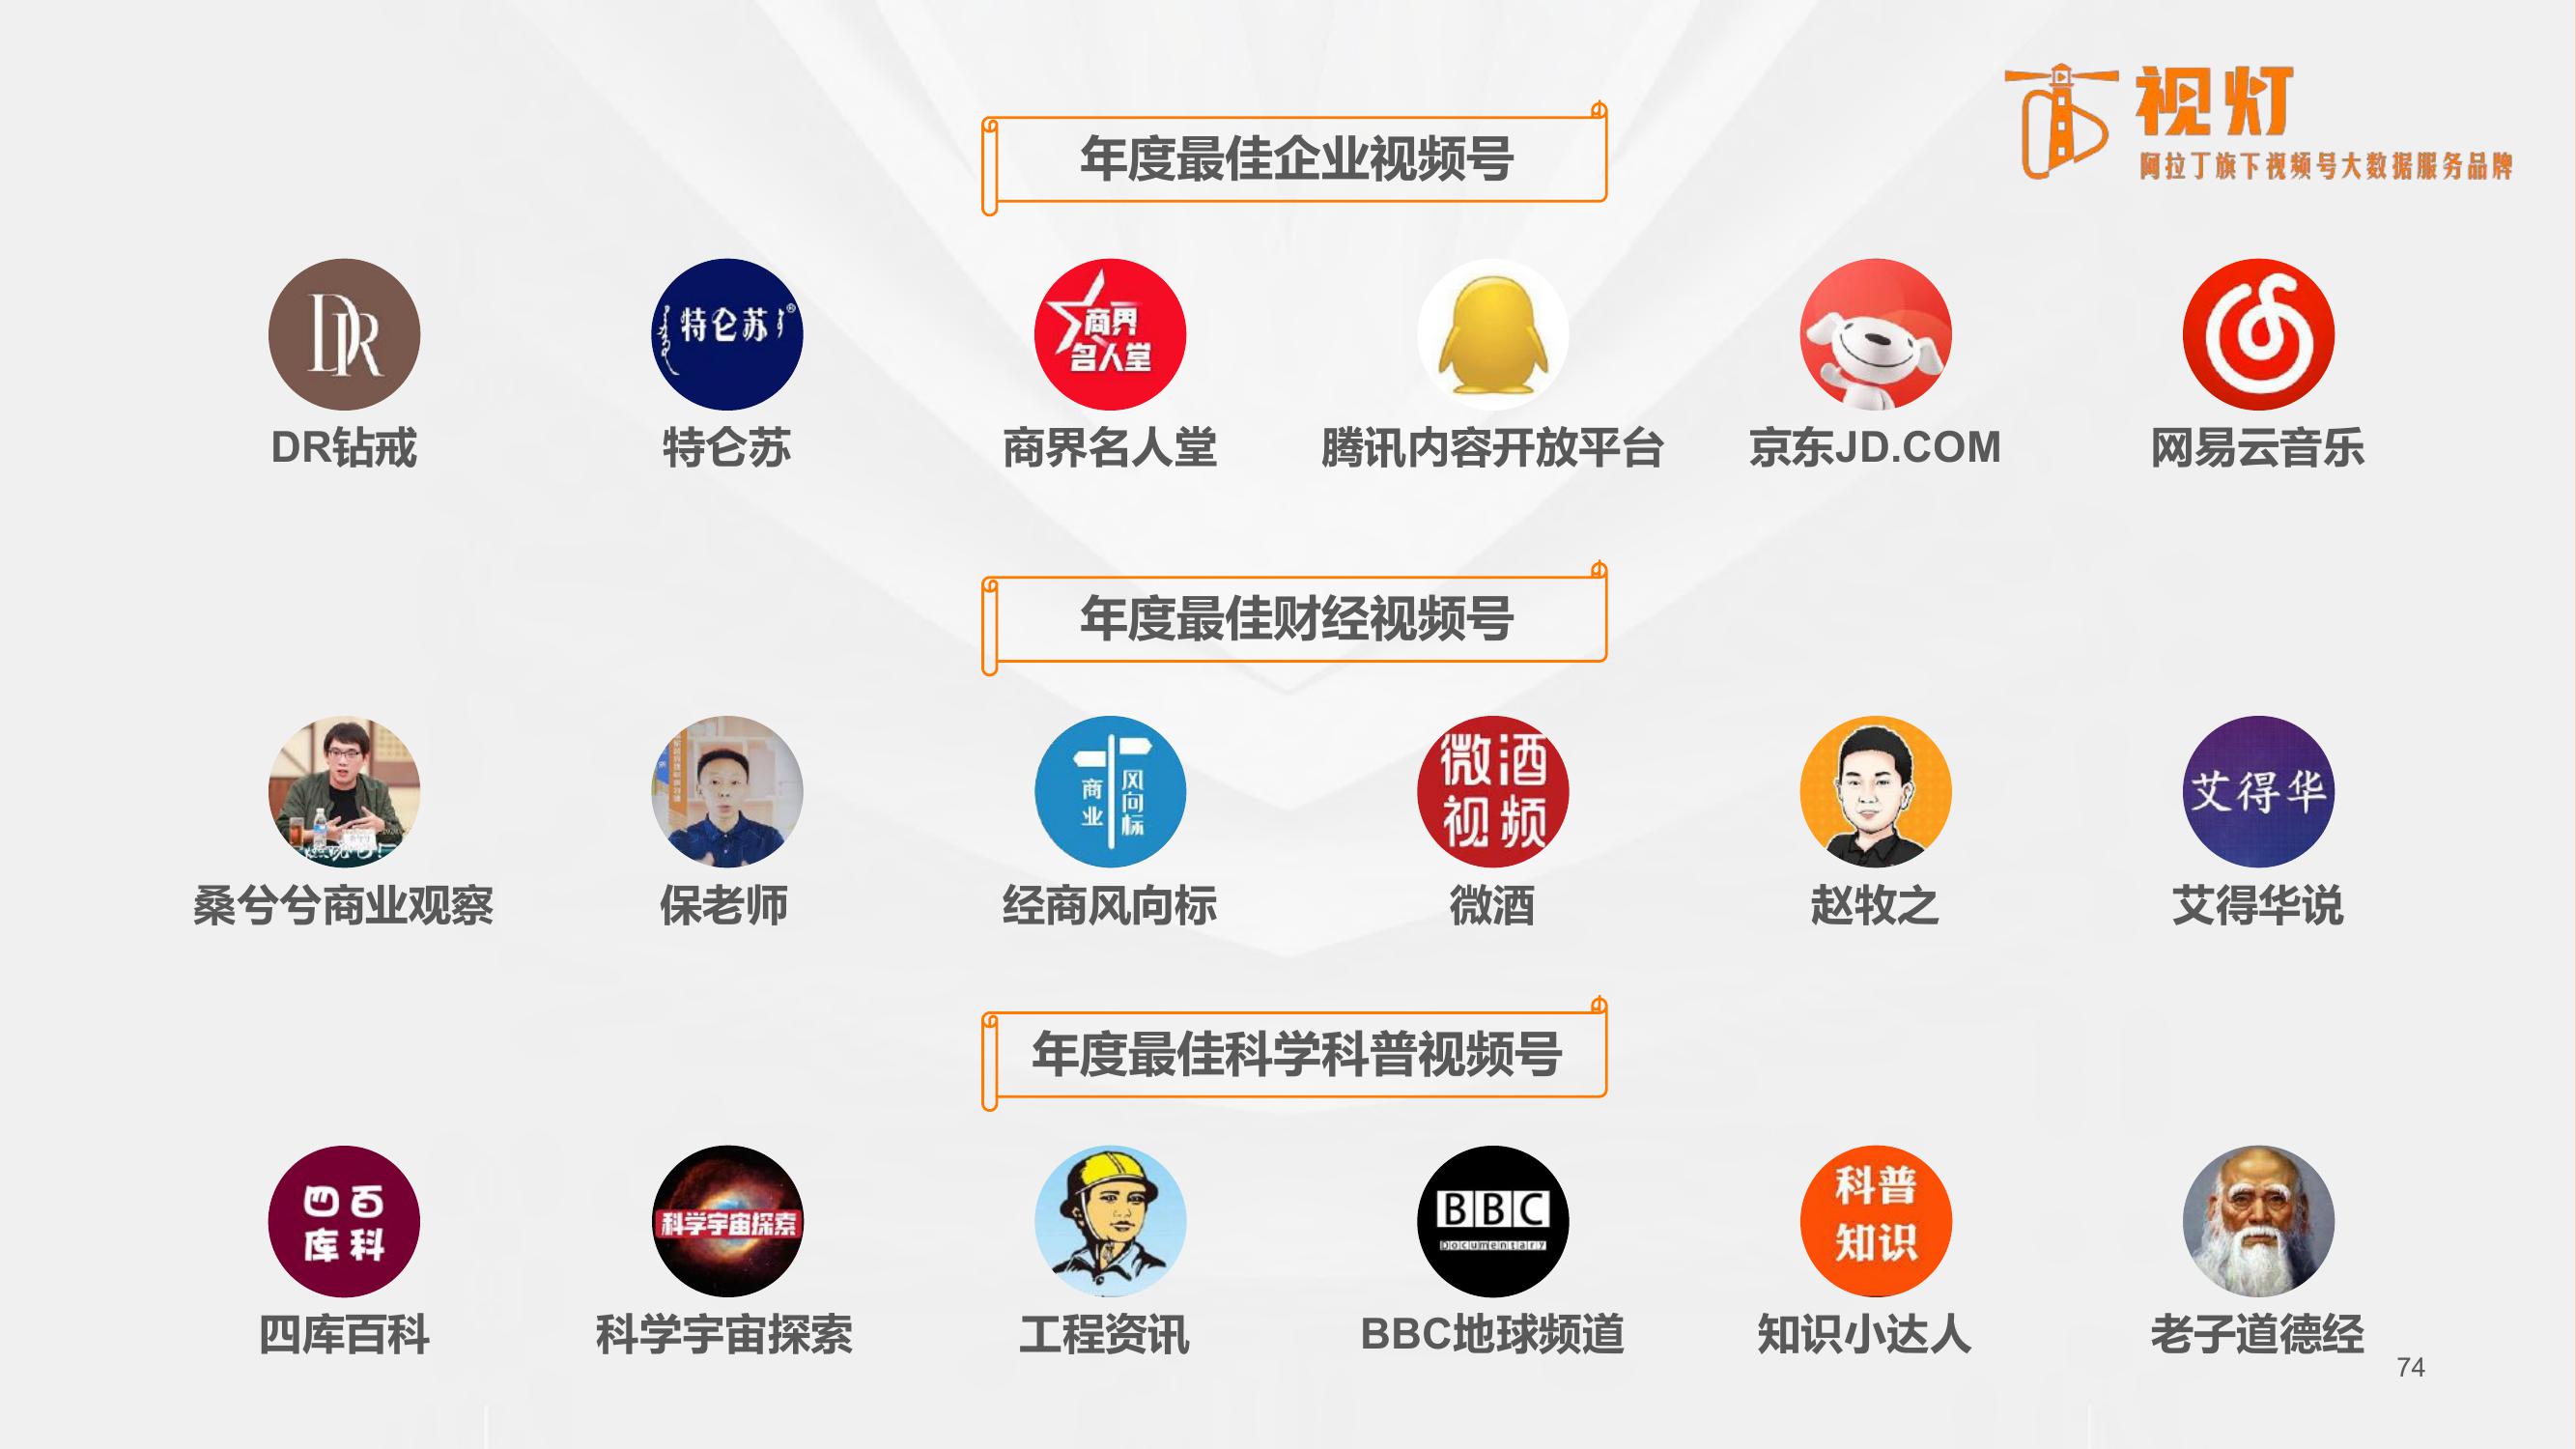 视灯
阿拉丁旗下视频号大数据服务品牌
年度最佳企业视频号
DR
特仑苏®
商界
名人堂
DR钻戒
特仑苏
商界名人堂
腾讯内容开放平台
京东JD.COM
网易云音乐
年度最佳财经视频号
商业
风向标
微酒
视频
艾得华
桑兮兮商业观察
保老师
经商风向标
微酒
赵牧之
艾得华说
年度最佳科学科普视频号
四百
库科
科学宇宙探索
BBC
Documentary
科普
知识
四库百科
科学宇宙探索
工程资讯
BBC地球频道
知识小达人
老子道德经
74